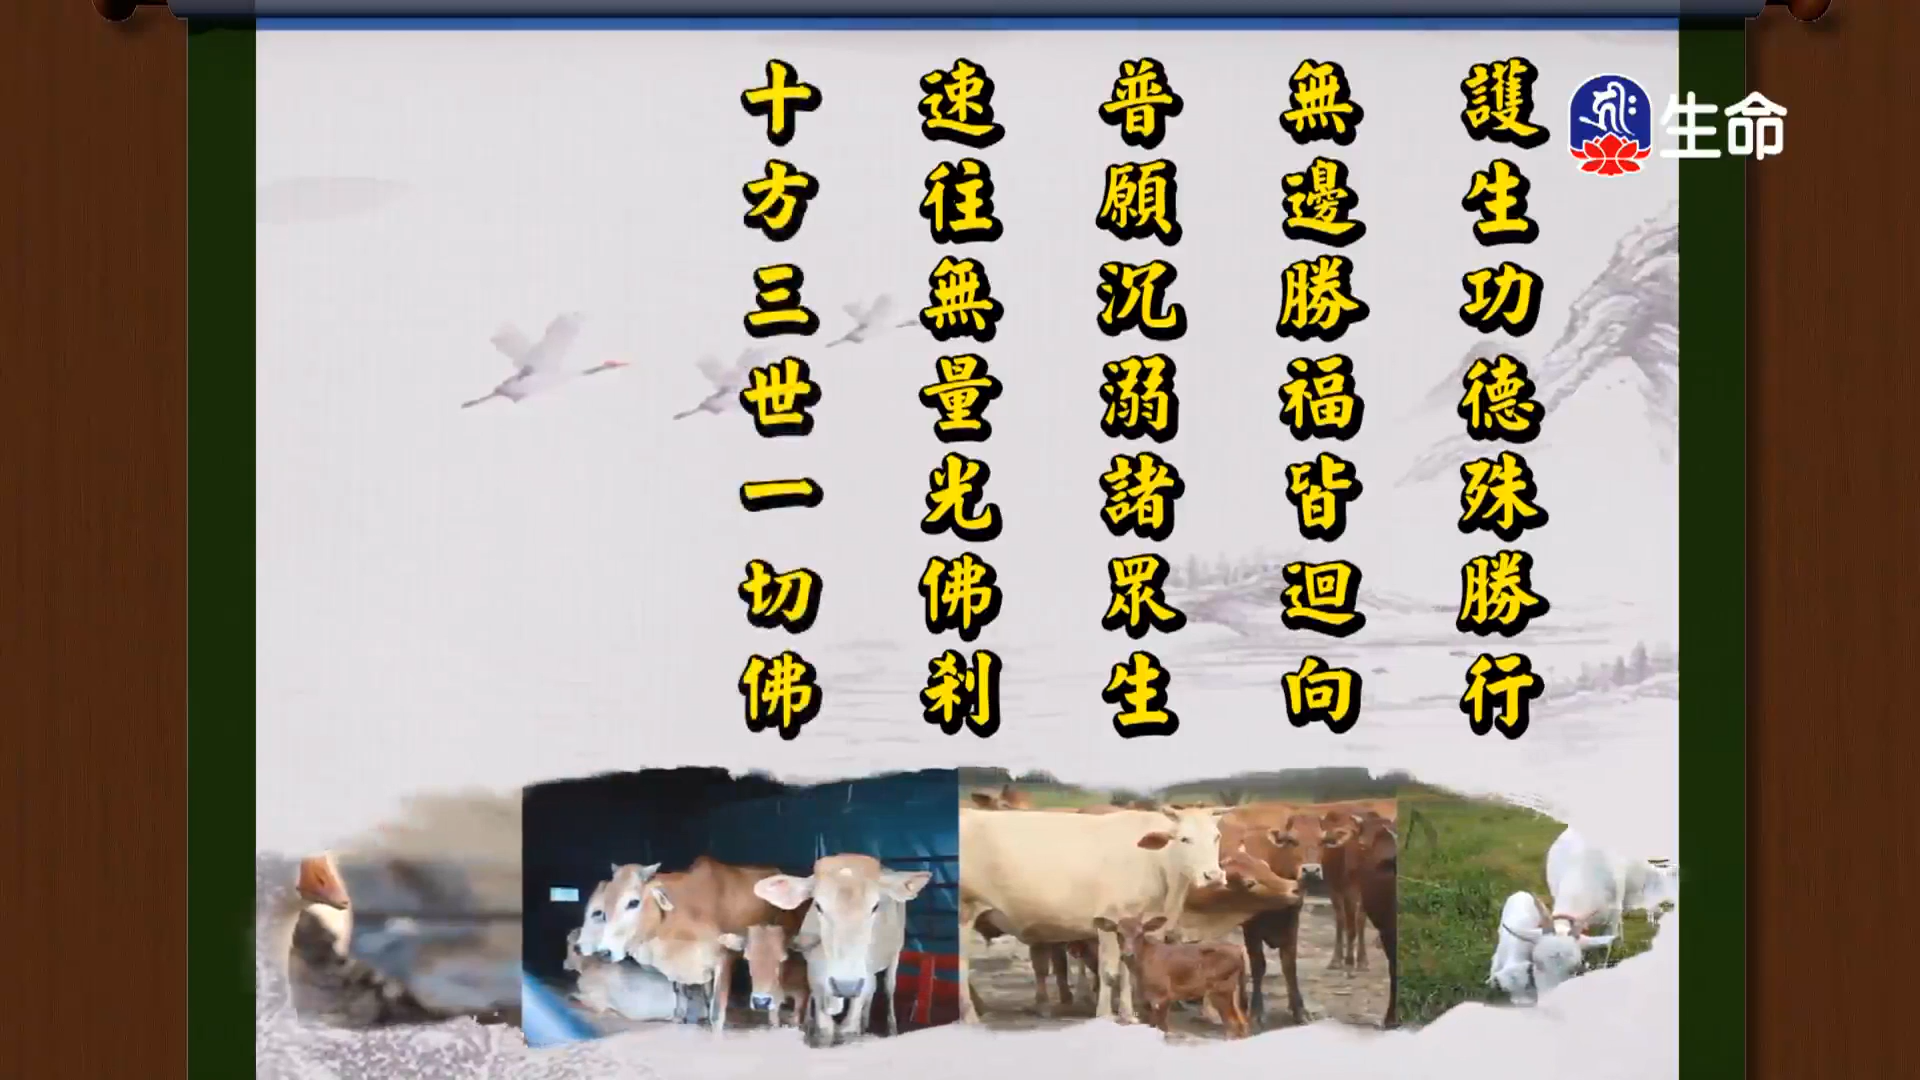 護生功德殊勝行
無邊勝福皆迴向
普願沉溺諸眾生
速往無量光佛剎
十方三世一切佛
生命